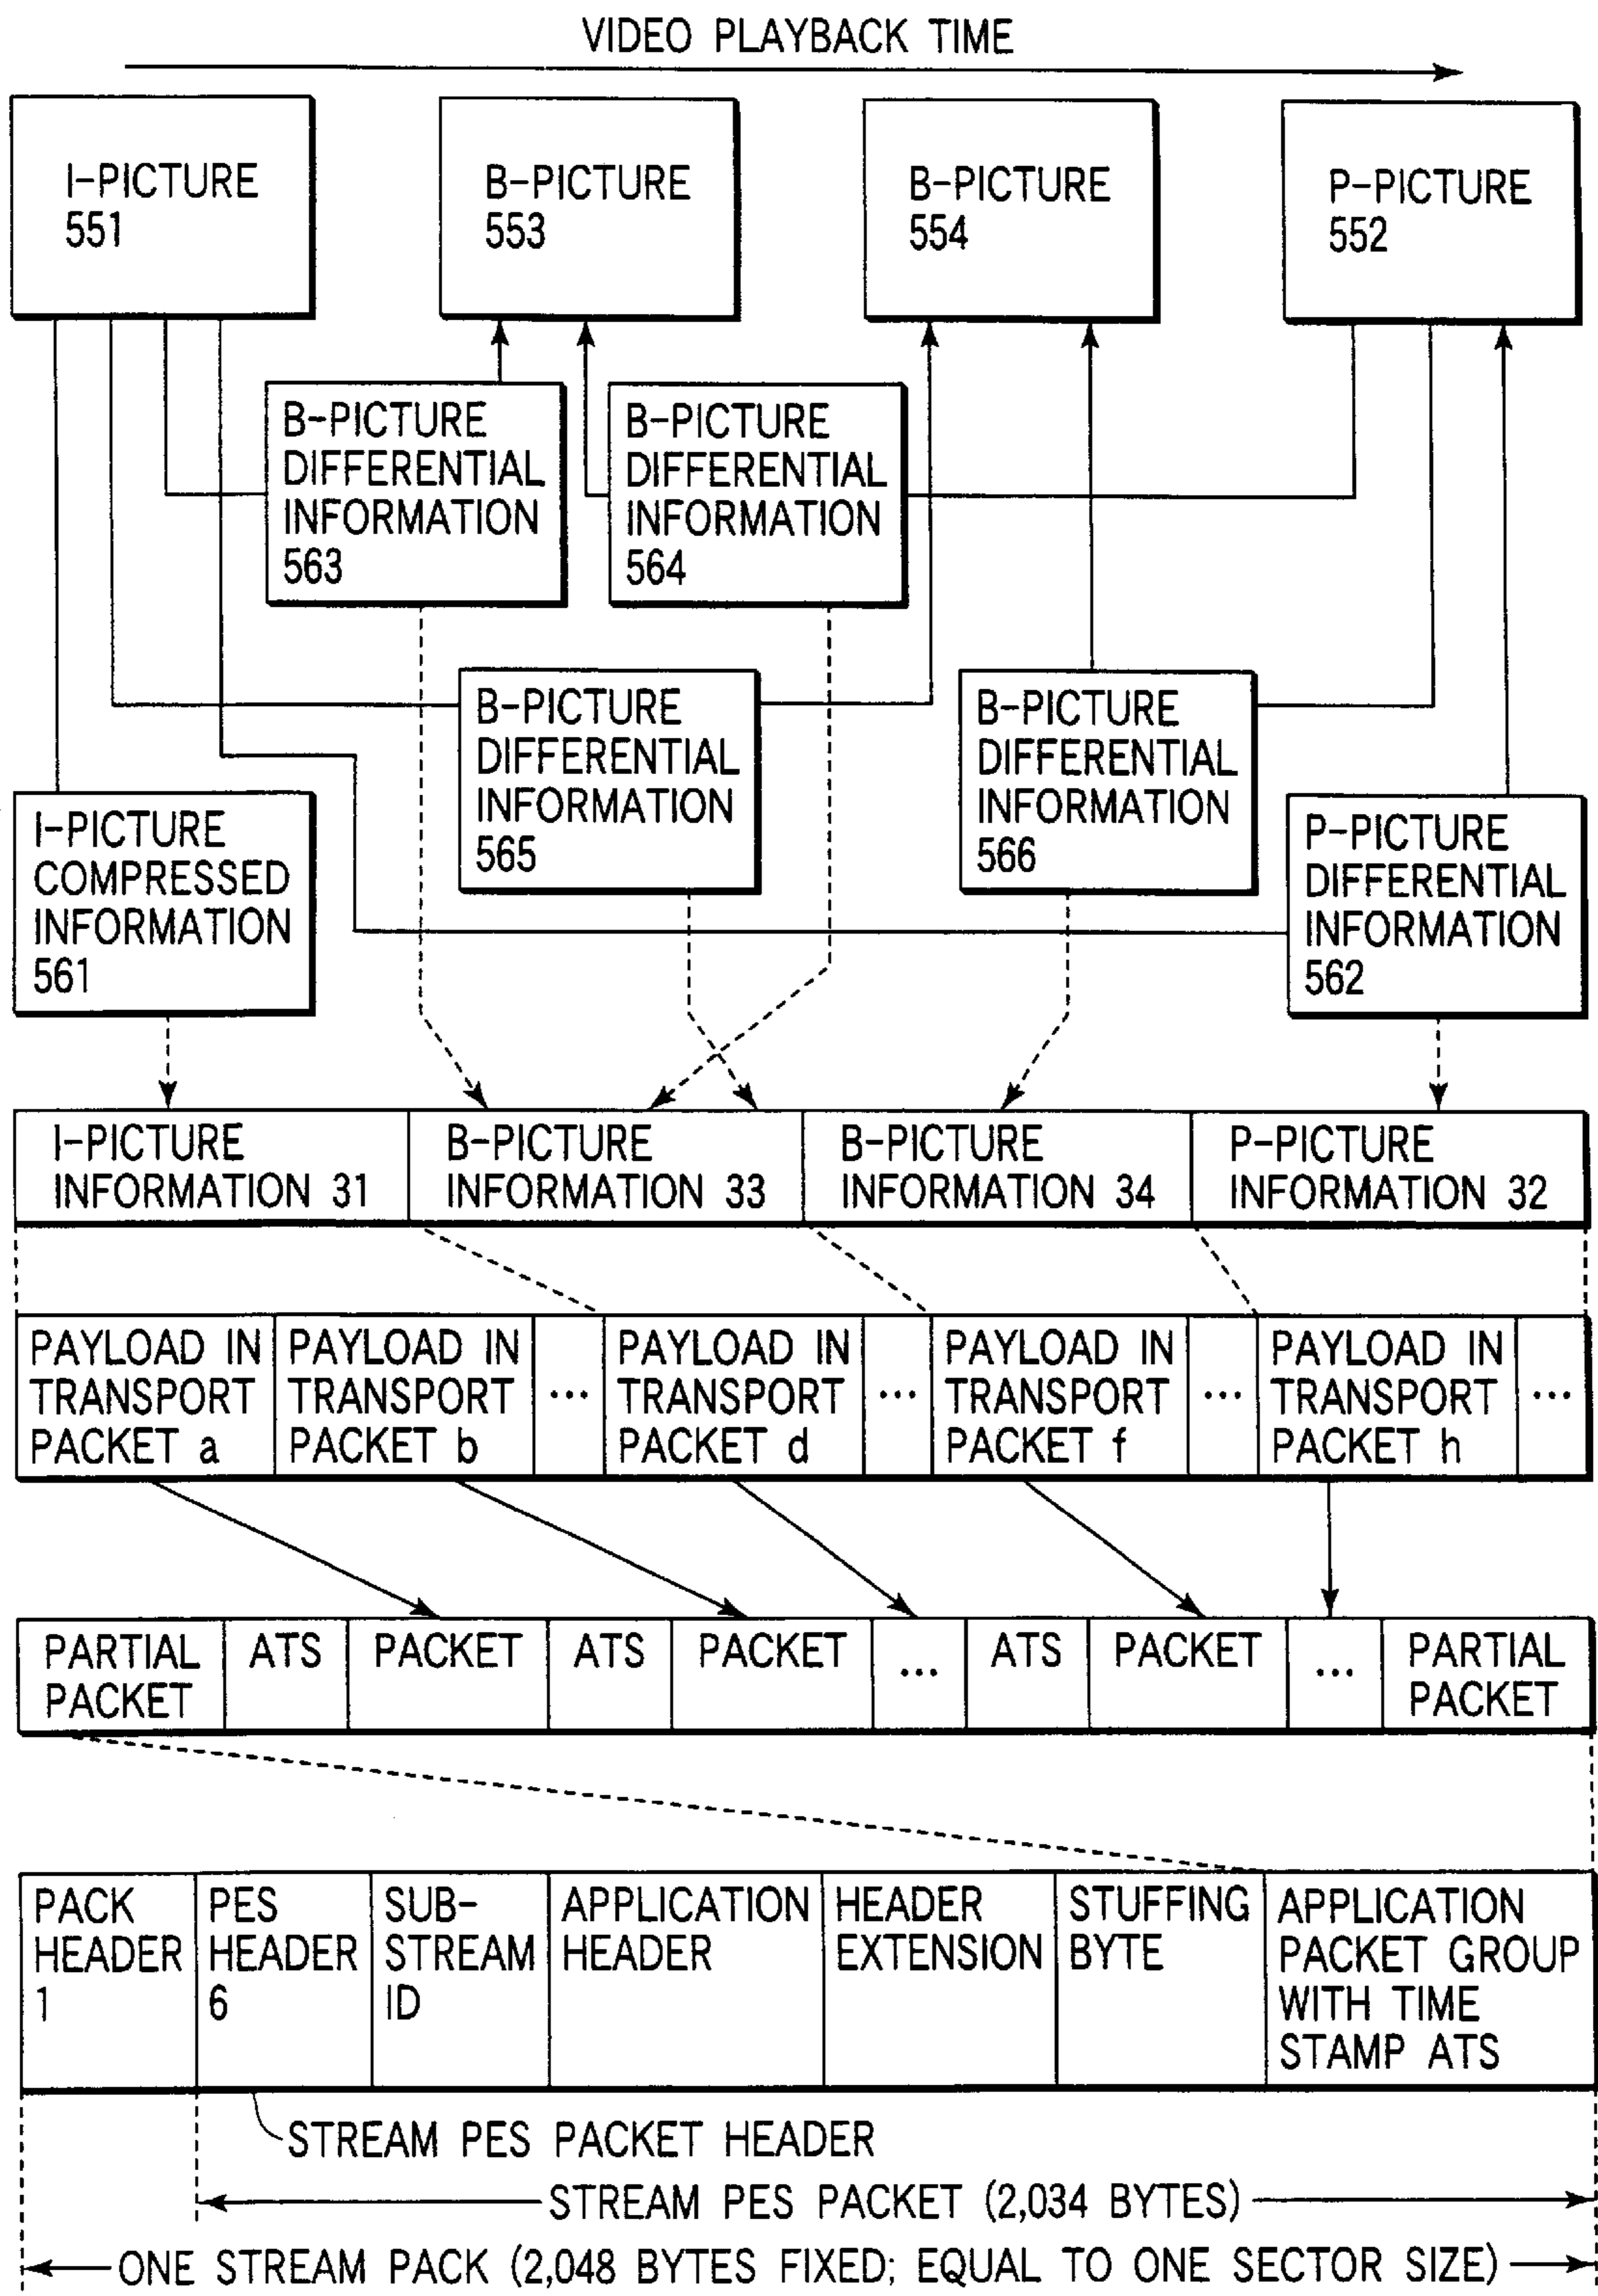 VIDEO PLAYBACK TIME
I-PICTURE
551
B-PICTURE
553
B-PICTURE
554
P-PICTURE
552
B-PICTURE
DIFFERENTIAL
INFORMATION
563
B-PICTURE
DIFFERENTIAL
INFORMATION
564
B-PICTURE
DIFFERENTIAL
INFORMATION
565
B-PICTURE
DIFFERENTIAL
INFORMATION
566
I-PICTURE
COMPRESSED
INFORMATION
561
P-PICTURE
DIFFERENTIAL
INFORMATION
562
I-PICTURE
INFORMATION 31
B-PICTURE
INFORMATION 33
B-PICTURE
INFORMATION 34
P-PICTURE
INFORMATION 32
PAYLOAD IN
TRANSPORT
PACKET a
PAYLOAD IN
TRANSPORT
PACKET b
...
PAYLOAD IN
TRANSPORT
PACKET d
...
PAYLOAD IN
TRANSPORT
PACKET f
...
PAYLOAD IN
TRANSPORT
PACKET h
...
PARTIAL
PACKET
ATS
PACKET
ATS
PACKET
...
ATS
PACKET
...
PARTIAL
PACKET
PACK
HEADER
1
PES
HEADER
6
SUB-
STREAM
ID
APPLICATION
HEADER
HEADER
EXTENSION
STUFFING
BYTE
APPLICATION
PACKET GROUP
WITH TIME
STAMP ATS
STREAM PES PACKET HEADER
STREAM PES PACKET (2,034 BYTES)
ONE STREAM PACK (2,048 BYTES FIXED; EQUAL TO ONE SECTOR SIZE)